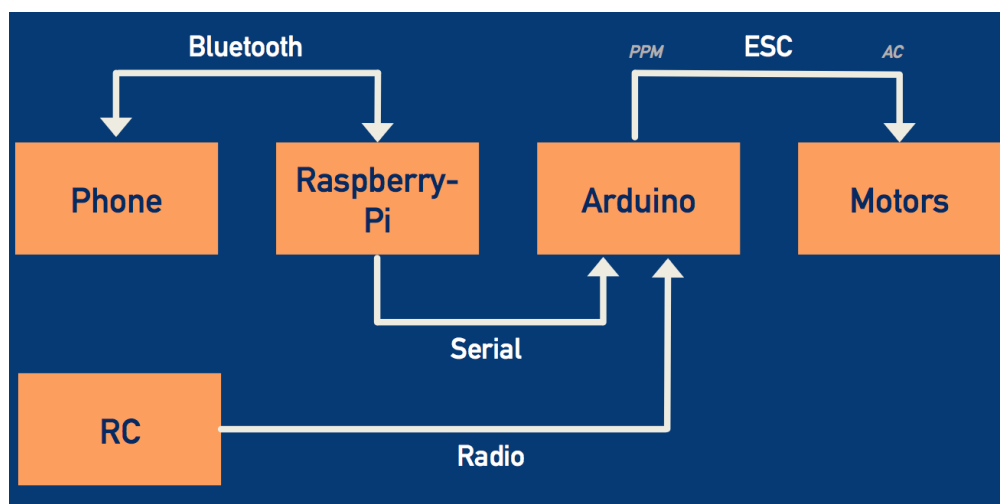 Bluetooth
PPM
ESC
AC
Phone
Raspberry-
Pi
Arduino
Motors
Serial
RC
Radio